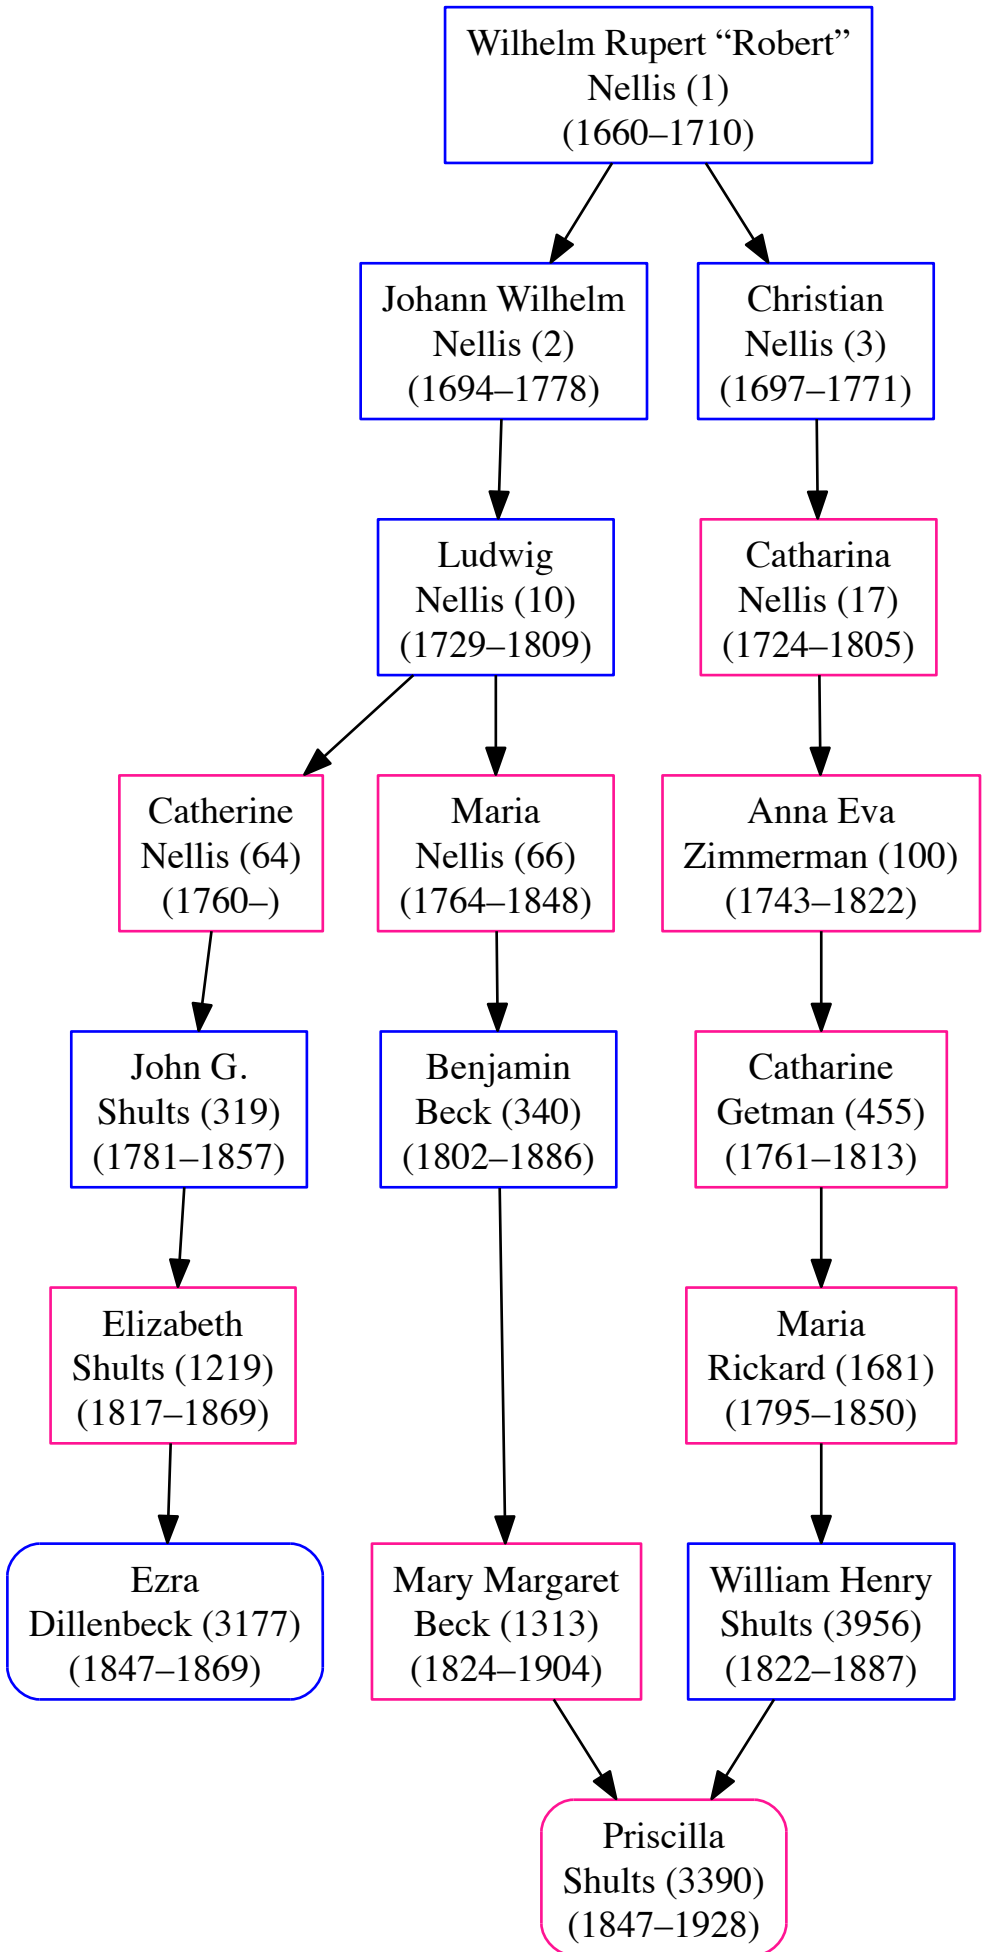 Wilhelm Rupert “Robert”
Nellis (1)
(1660–1710)
Johann Wilhelm
Nellis (2)
(1694–1778)
Christian
Nellis (3)
(1697–1771)
Ludwig
Nellis (10)
(1729–1809)
Catharina
Nellis (17)
(1724–1805)
Catherine
Nellis (64)
(1760–)
Maria
Nellis (66)
(1764–1848)
Anna Eva
Zimmerman (100)
(1743–1822)
John G.
Shults (319)
(1781–1857)
Benjamin
Beck (340)
(1802–1886)
Catharine
Getman (455)
(1761–1813)
Elizabeth
Shults (1219)
(1817–1869)
Maria
Rickard (1681)
(1795–1850)
Ezra
Dillenbeck (3177)
(1847–1869)
Mary Margaret
Beck (1313)
(1824–1904)
William Henry
Shults (3956)
(1822–1887)
Priscilla
Shults (3390)
(1847–1928)